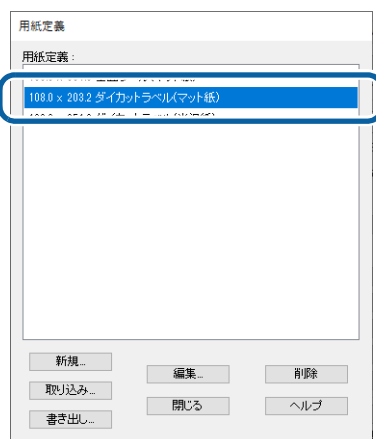 用紙定義
用紙定義:
108.0 x 203.2 ダイカットラベル(マット紙)
新規...
編集...
削除
取り込み...
閉じる
ヘルプ
書き出し...